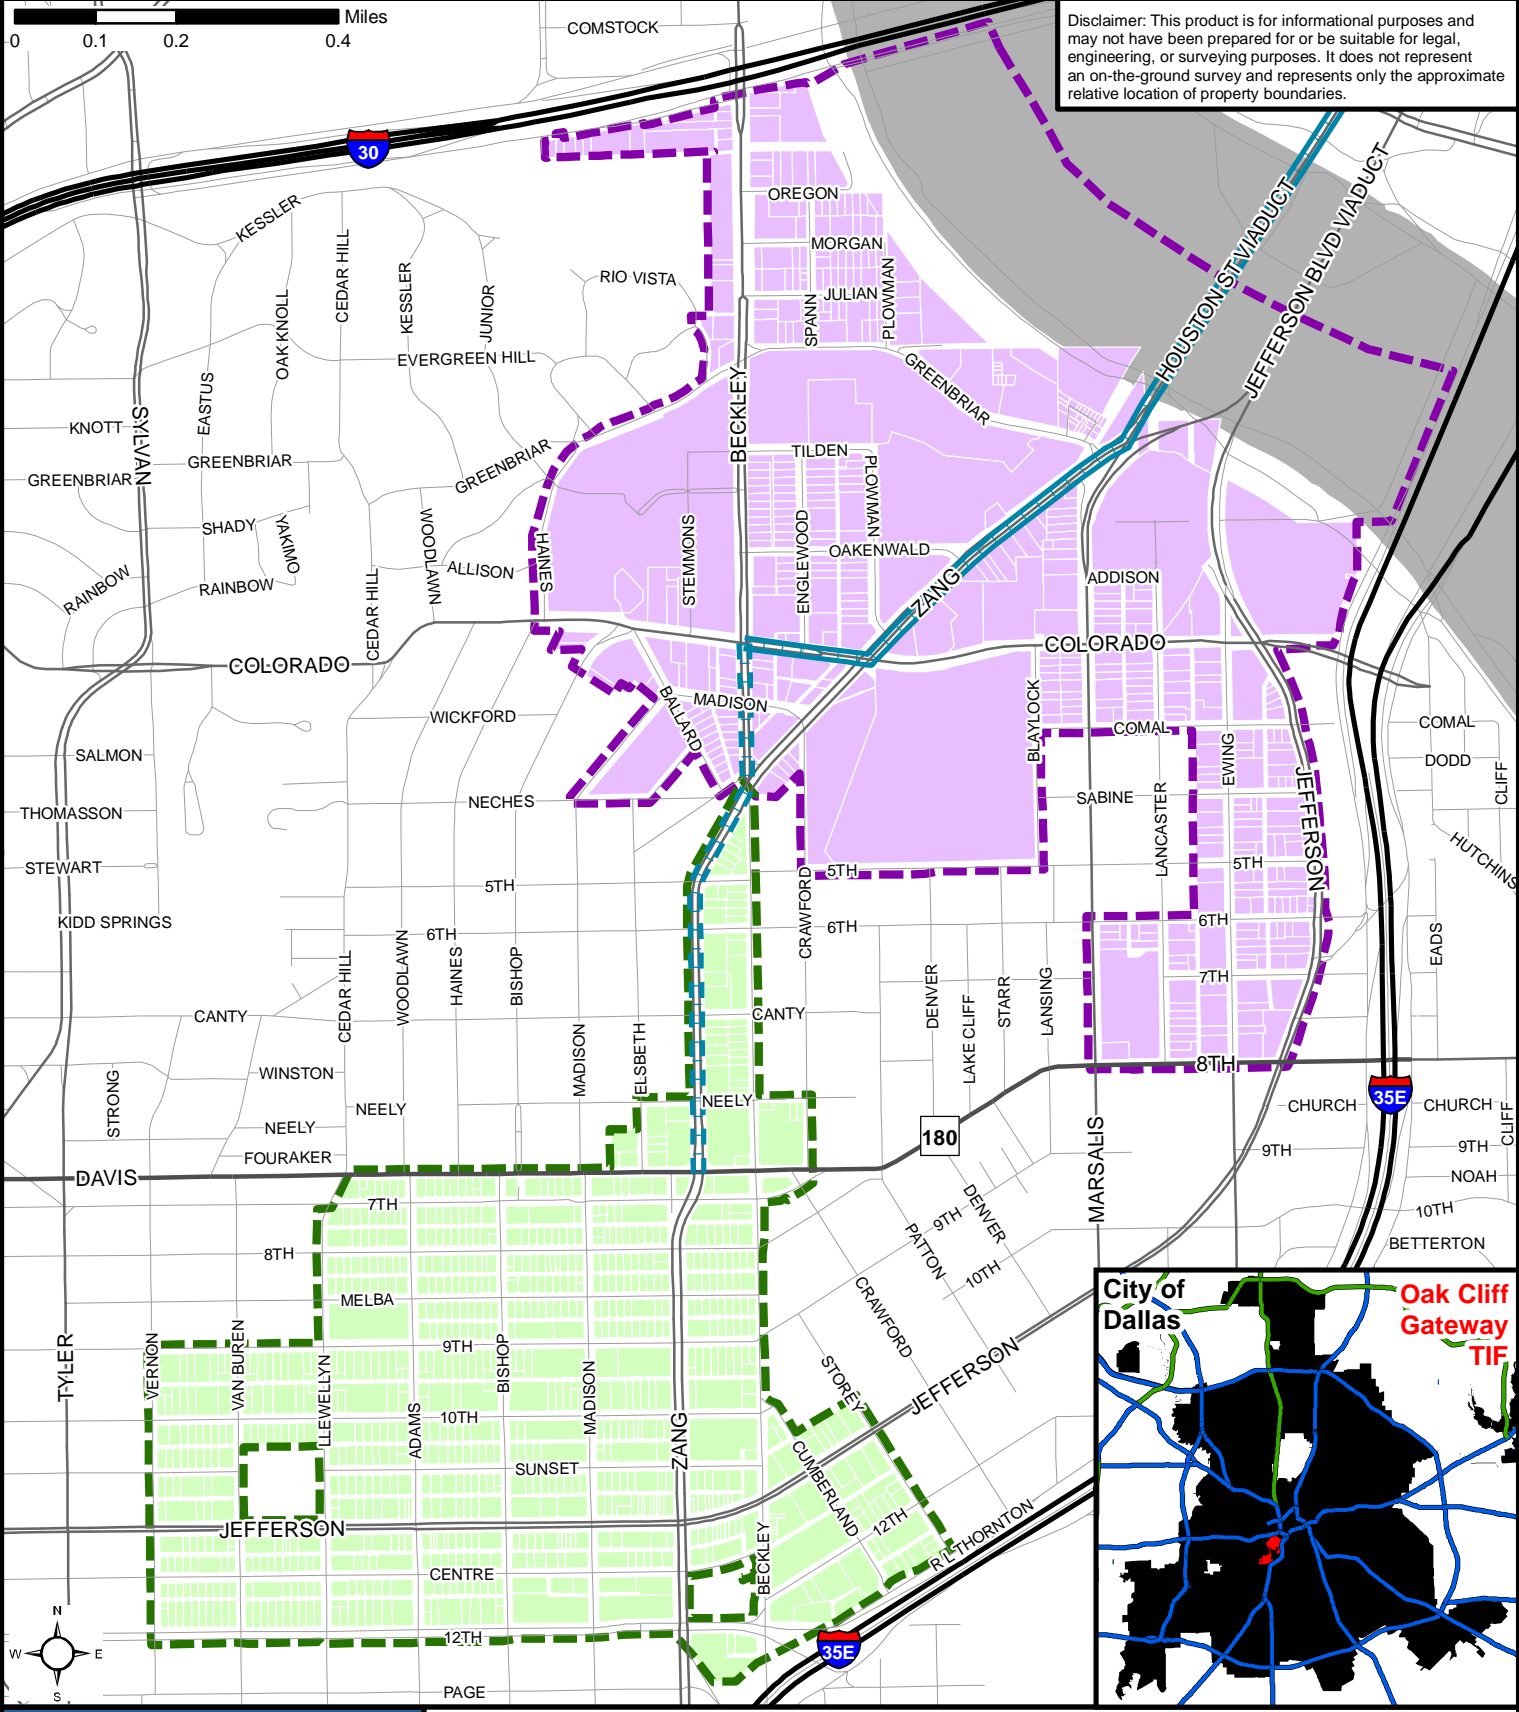 Miles
0
0.1
0.2
0.4
COMSTOCK
Disclaimer: This product is for informational purposes and
may not have been prepared for or be suitable for legal,
engineering, or surveying purposes. It does not represent
an on-the-ground survey and represents only the approximate
relative location of property boundaries.
30
KESSLER
CEDAR HILL
KESSLER
JUNIOR
OAK KNOLL
RIO VISTA
OREGON
MORGAN
JULIAN
SPANN
PLOWMAN
HOUSTON ST VIADUCT
JEFFERSON BLVD VIADUCT
EVERGREEN HILL
EASTUS
BECKLEY
GREENBRIAR
SYLVAN
KNOTT
GREENBRIAR
GREENBRIAR
GREENBRIAR
TILDEN
PLOWMAN
SHADY
YAKIMO
WOODLAWN
HAINES
STEMMONS
ENGLEWOOD
OAKENWALD
ALLISON
RAINBOW
RAINBOW
CEDAR HILL
ZANG
ADDISON
COLORADO
COLORADO
BALLARD
MADISON
BLAYLOCK
WICKFORD
COMAL
COMAL
SALMON
EWING
DODD
CLIFF
NECHES
SABINE
LANCASTER
JEFFERSON
THOMASSON
HUTCHINS
STEWART
5TH
5TH
5TH
KIDD SPRINGS
6TH
CRAWFORD
6TH
6TH
EADS
CEDAR HILL
WOODLAWN
HAINES
BISHOP
DENVER
LAKE CLIFF
STARR
LANSING
7TH
CANTY
CANTY
MADISON
ELSBETH
WINSTON
8TH
STRONG
NEELY
NEELY
CHURCH
35E
CHURCH
CLIFF
NEELY
180
MARSALIS
FOURAKER
9TH
9TH
DAVIS
NOAH
7TH
DENVER
9TH
10TH
8TH
PATTON
10TH
BETTERTON
MELBA
CRAWFORD
City of
Dallas
Oak Cliff
Gateway
TIF
TYLER
VERNON
VAN BUREN
LLEWELLYN
9TH
BISHOP
MADISON
STOREY
JEFFERSON
ADAMS
10TH
ZANG
SUNSET
CUMBERLAND
JEFFERSON
12TH
BECKLEY
R L THORNTON
CENTRE
N
W
E
S
12TH
35E
PAGE